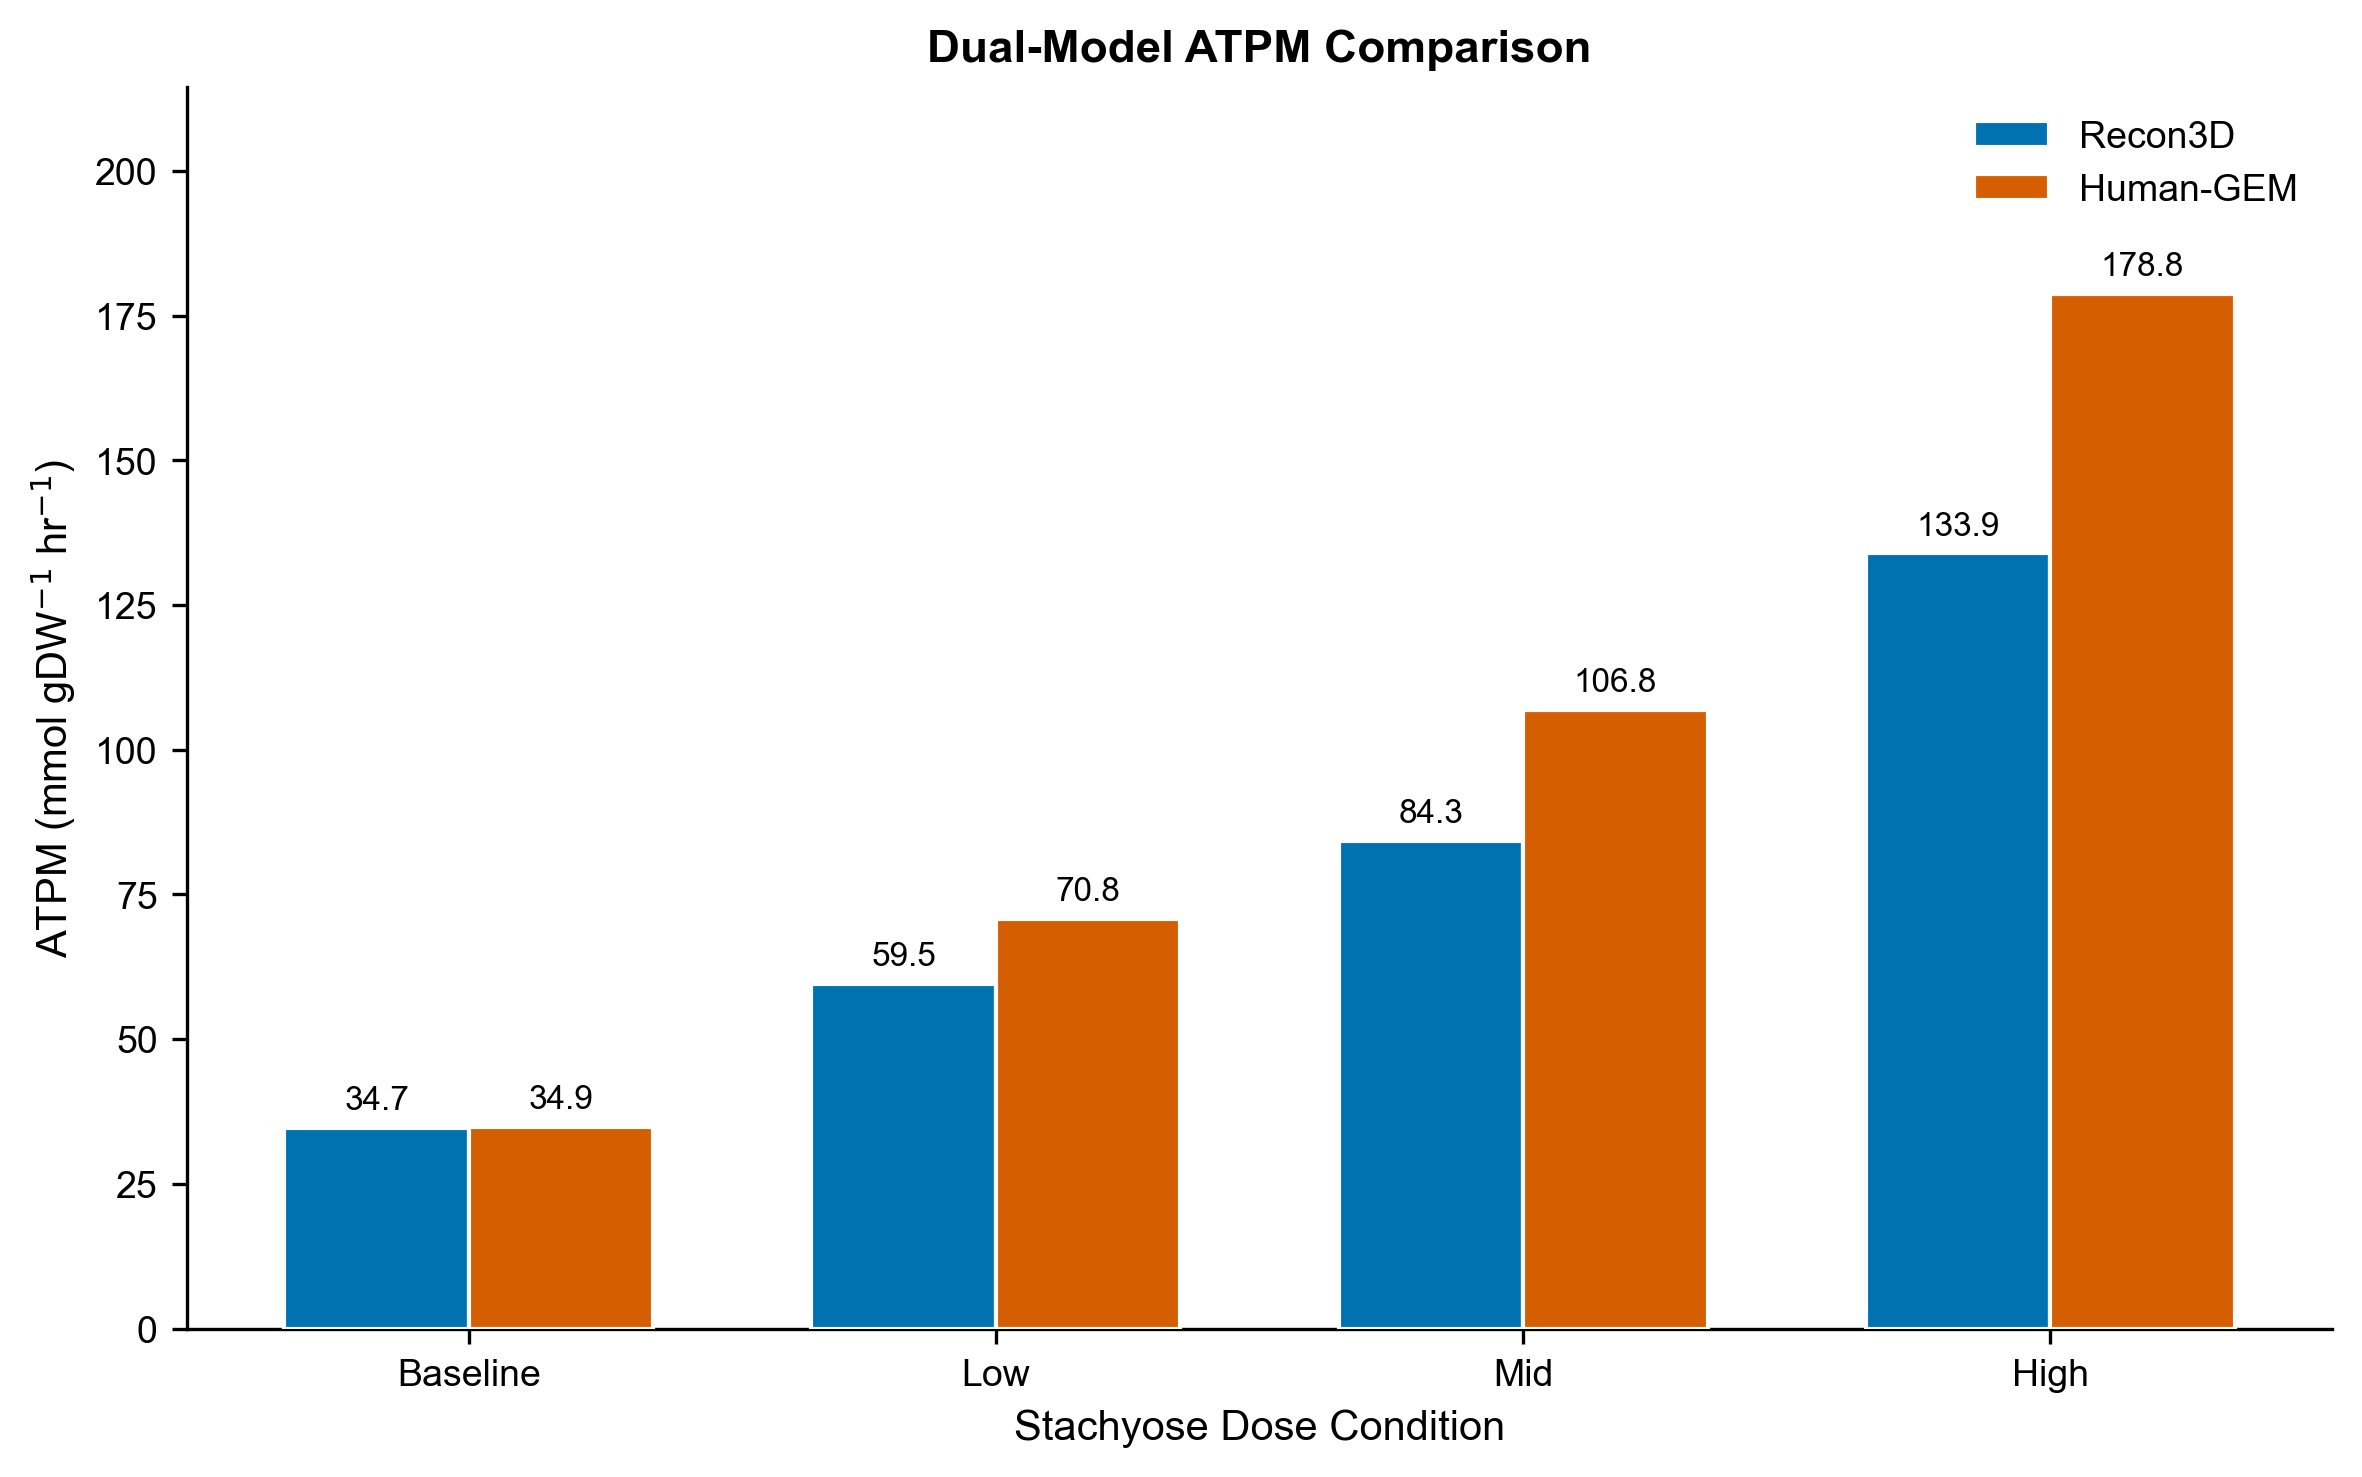 Dual-Model ATPM Comparison
Recon3D
Human-GEM
ATPM (mmol gDW⁻¹ hr⁻¹)
200
175
150
125
100
75
50
25
0
34.7
34.9
59.5
70.8
84.3
106.8
133.9
178.8
Baseline
Low
Mid
High
Stachyose Dose Condition